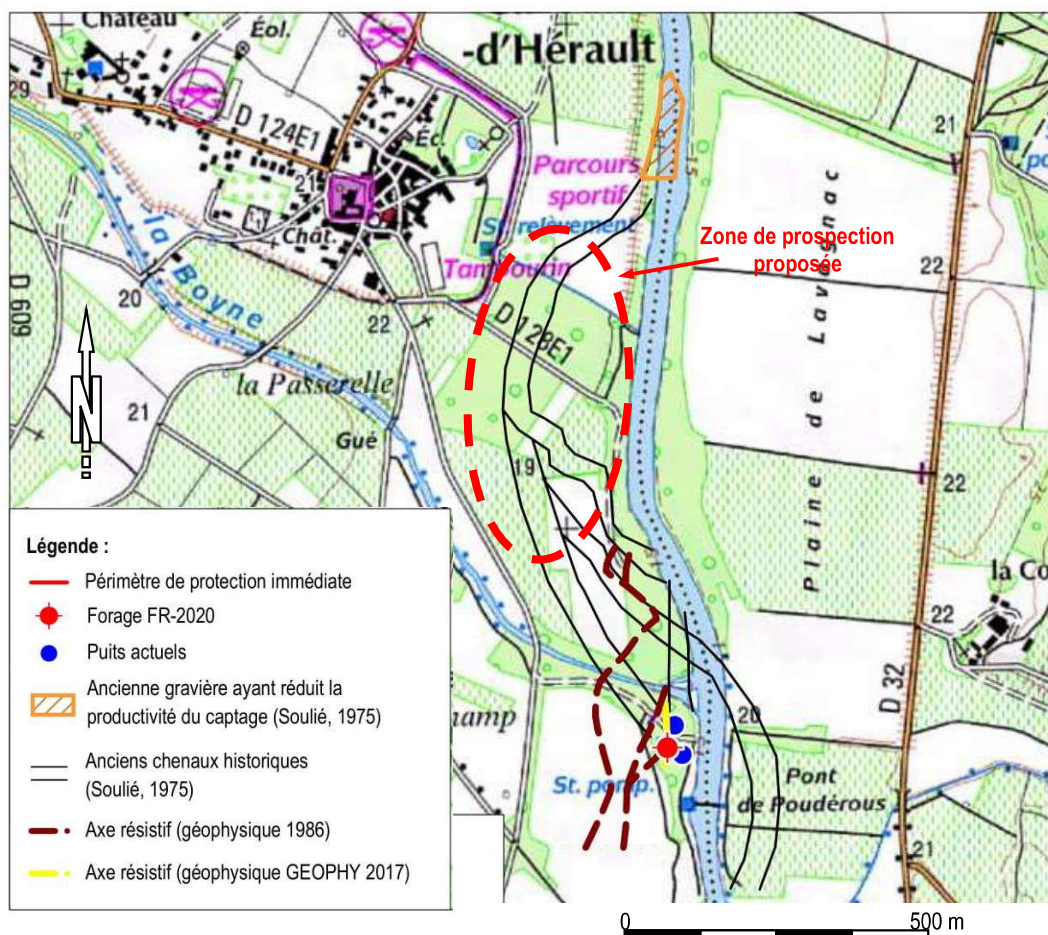 Château
-d'Hérault
Éol.
29
D 124E1
Éc.
21
21
Parcours
sportif
St. relèvement
Chât.
Tambourin
Zone de prospection
proposée
22
la Boyne
D 609
20
22
D 128E1
la Passerelle
21
Gué
19
Plaine de Lavagnac
22
22
la Co
D 32
N
Légende :
Périmètre de protection immédiate
Forage FR-2020
Puits actuels
Ancienne gravière ayant réduit la
productivité du captage (Soulié, 1975)
Anciens chenaux historiques
(Soulié, 1975)
Axe résistif (géophysique 1986)
Axe résistif (géophysique GEOPHY 2017)
hamp
20
St. pomp.
Pont
de Poudérous
21
0
500 m